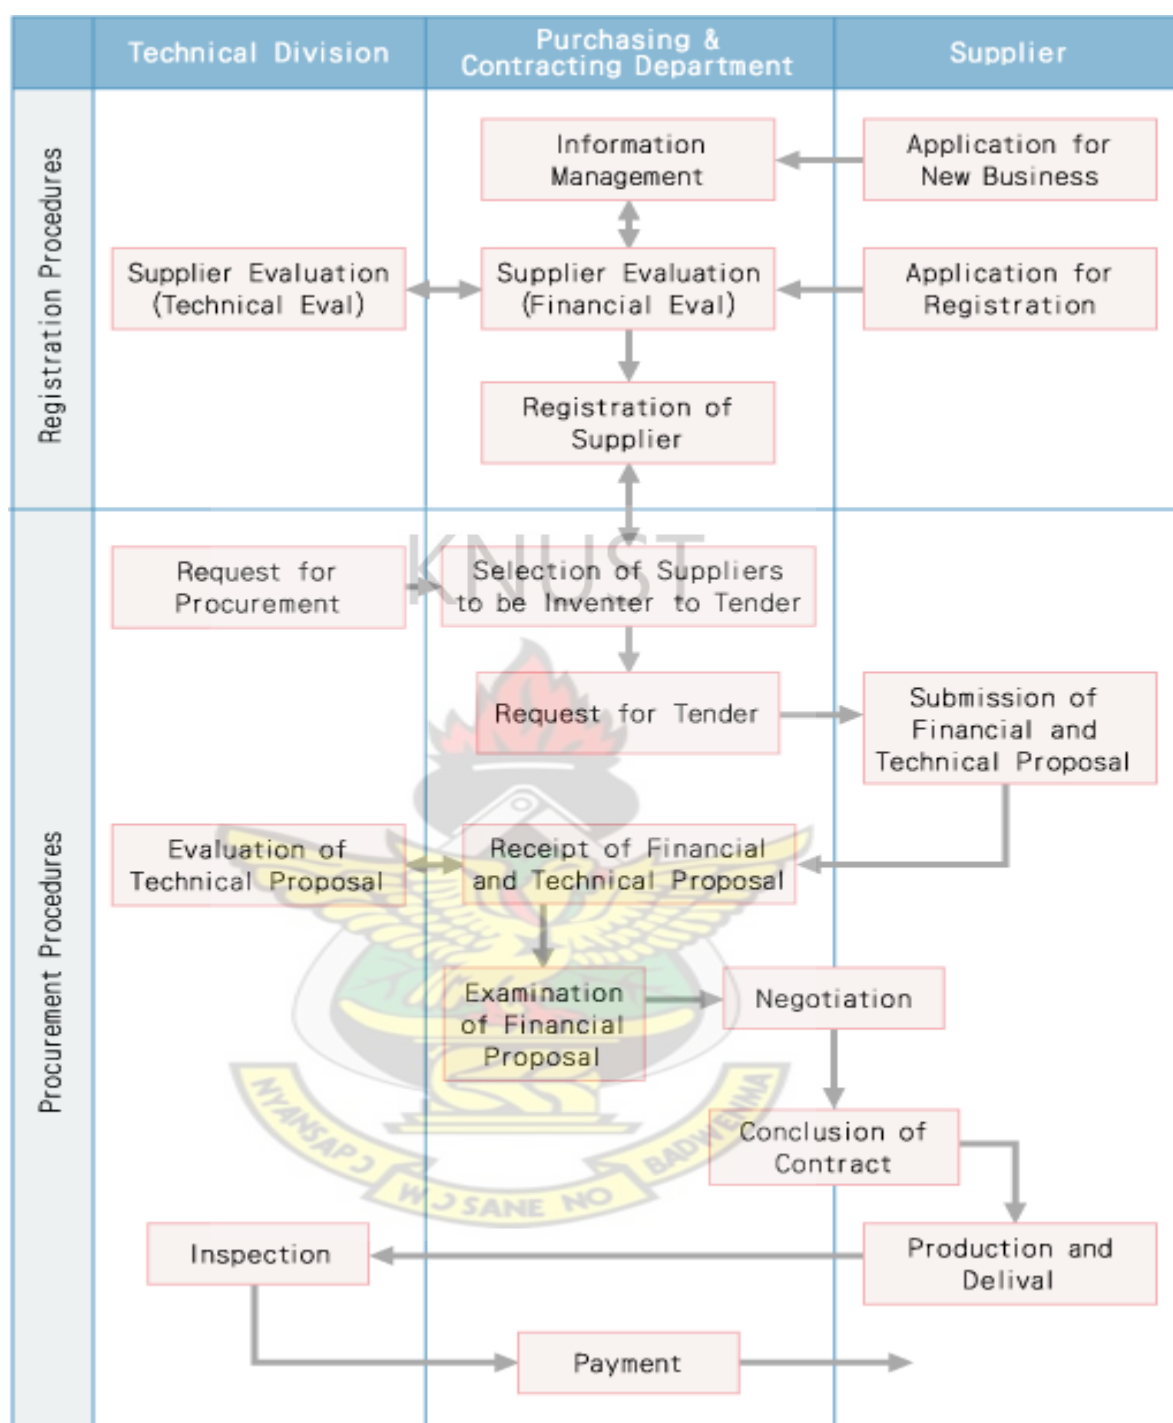 Technical Division
Purchasing &
Contracting Department
Supplier
Registration Procedures
Information
Management
Application for
New Business
Supplier Evaluation
(Technical Eval)
Supplier Evaluation
(Financial Eval)
Application for
Registration
Registration of
Supplier
Procurement Procedures
KNUST
Request for
Procurement
Selection of Suppliers
to be Inventer to Tender
Request for Tender
Submission of
Financial and
Technical Proposal
Evaluation of
Technical Proposal
Receipt of Financial
and Technical Proposal
Examination
of Financial
Proposal
Negotiation
Conclusion of
Contract
NYANSAPƆ
WƆSANE NO
BADWENMA
Inspection
Production and
Delival
Payment